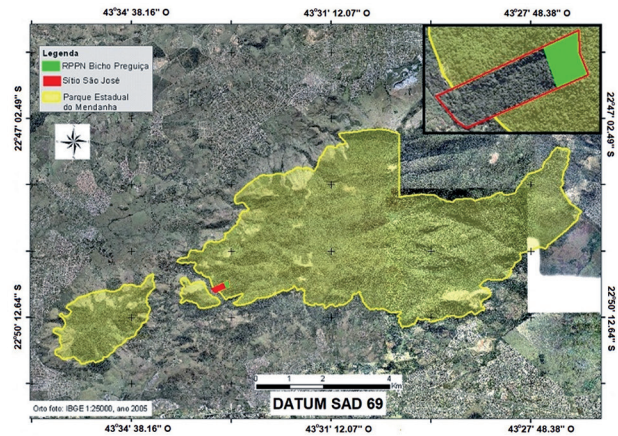 43°34' 38.16'' O
43°31' 12.07'' O
43°27' 48.38'' O
Legenda
RPPN Bicho Preguiça
Sítio São José
Parque Estadual
do Mendanha
22°47' 02.49'' S
22°47' 02.49'' S
22°50' 12.64'' S
22°50' 12.64'' S
0 1 2 4
Km
DATUM SAD 69
Orto foto: IBGE 1:25000, ano 2005
43°34' 38.16'' O
43°31' 12.07'' O
43°27' 48.38'' O